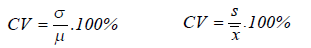 CV = σ/μ .100%    CV = s/x̄ .100%